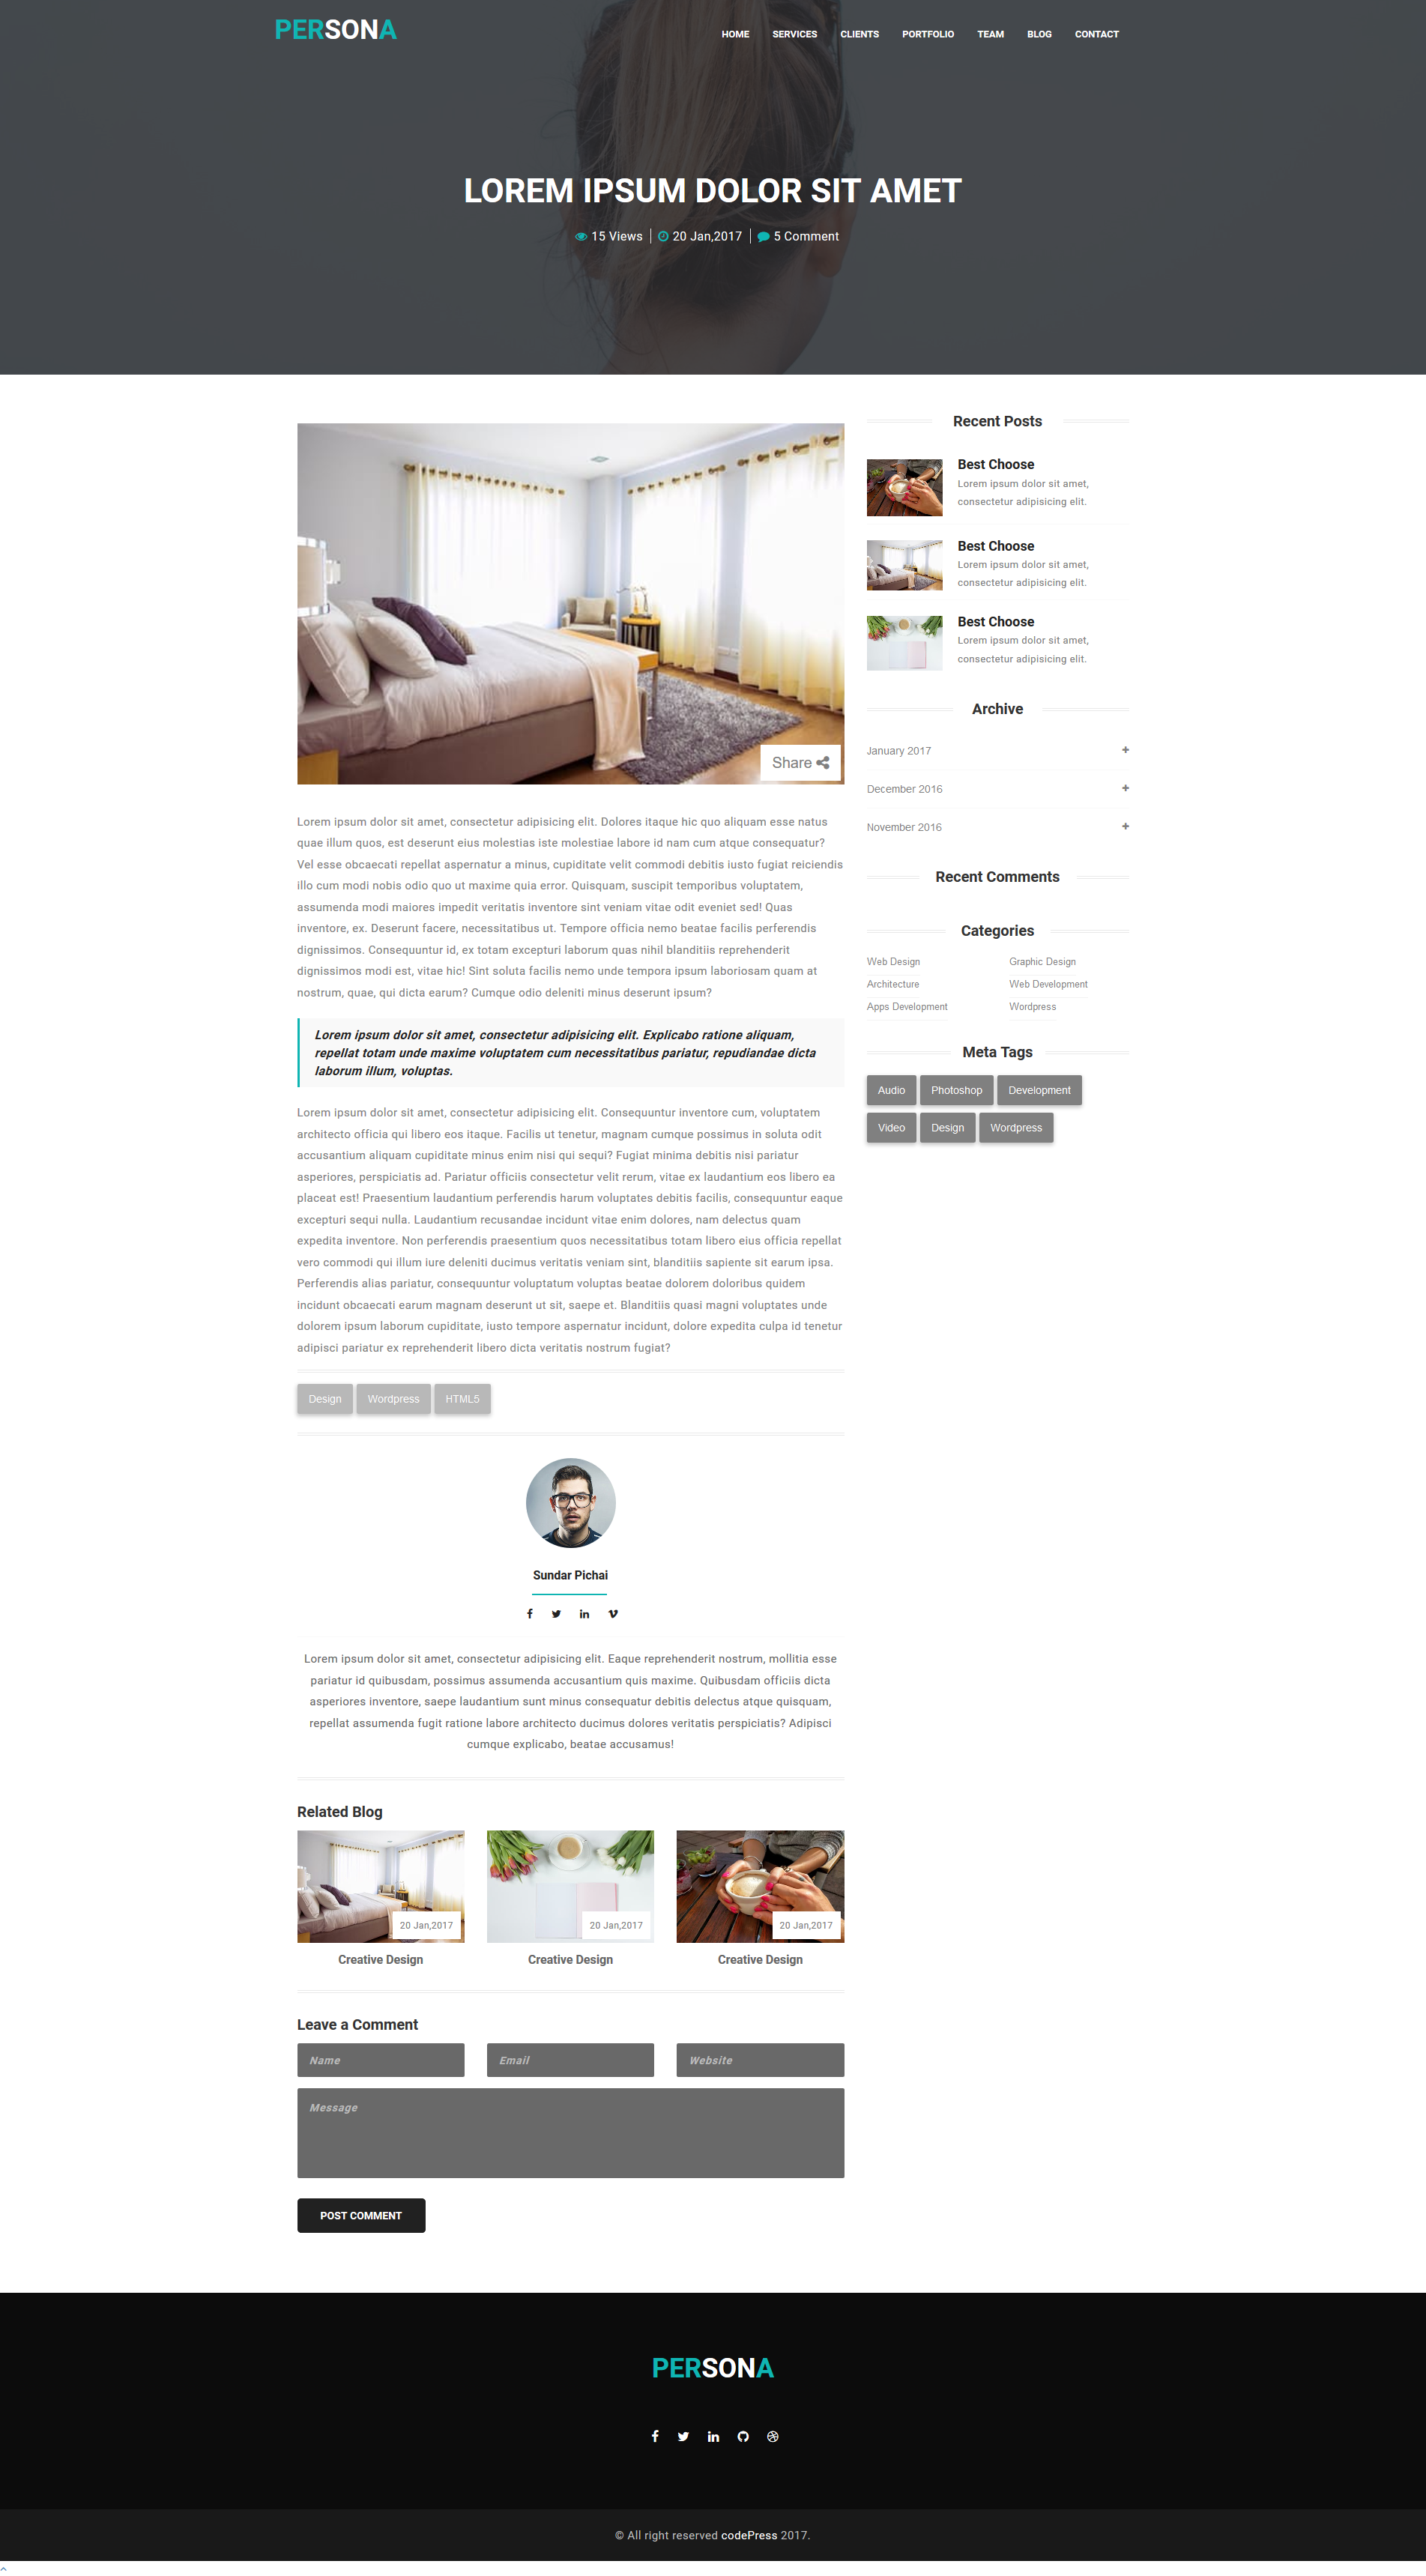 PERSONA
HOME SERVICES CLIENTS PORTFOLIO TEAM BLOG CONTACT
LOREM IPSUM DOLOR SIT AMET
15 Views 20 Jan,2017 5 Comment
Share
Lorem ipsum dolor sit amet, consectetur adipisicing elit. Dolores itaque hic quo aliquam esse natus
quae illum quos, est deserunt eius molestias iste molestiae labore id nam cum atque consequatur?
Vel esse obcaecati repellat aspernatur a minus, cupiditate velit commodi debitis iusto fugiat reiciendis
illo cum modi nobis odio quo ut maxime quia error. Quisquam, suscipit temporibus voluptatem,
assumenda modi maiores impedit veritatis inventore sint veniam vitae odit eveniet sed! Quas
inventore, ex. Deserunt facere, necessitatibus ut. Tempore officia nemo beatae facilis perferendis
dignissimos. Consequuntur id, ex totam excepturi laborum quas nihil blanditiis reprehenderit
dignissimos modi est, vitae hic! Sint soluta facilis nemo unde tempora ipsum laboriosam quam at
nostrum, quae, qui dicta earum? Cumque odio deleniti minus deserunt ipsum?
Lorem ipsum dolor sit amet, consectetur adipisicing elit. Explicabo ratione aliquam,
repellat totam unde maxime voluptatem cum necessitatibus pariatur, repudiandae dicta
laborum illum, voluptas.
Lorem ipsum dolor sit amet, consectetur adipisicing elit. Consequuntur inventore cum, voluptatem
architecto officia qui libero eos itaque. Facilis ut tenetur, magnam cumque possimus in soluta odit
accusantium aliquam cupiditate minus enim nisi qui sequi? Fugiat minima debitis nisi pariatur
asperiores, perspiciatis ad. Pariatur officiis consectetur velit rerum, vitae ex laudantium eos libero ea
placeat est! Praesentium laudantium perferendis harum voluptates debitis facilis, consequuntur eaque
excepturi sequi nulla. Laudantium recusandae incidunt vitae enim dolores, nam delectus quam
expedita inventore. Non perferendis praesentium quos necessitatibus totam libero eius officia repellat
vero commodi qui illum iure deleniti ducimus veritatis veniam sint, blanditiis sapiente sit earum ipsa.
Perferendis alias pariatur, consequuntur voluptatum voluptas beatae dolorem doloribus quidem
incidunt obcaecati earum magnam deserunt ut sit, saepe et. Blanditiis quasi magni voluptates unde
dolorem ipsum laborum cupiditate, iusto tempore aspernatur incidunt, dolore expedita culpa id tenetur
adipisci pariatur ex reprehenderit libero dicta veritatis nostrum fugiat?
Design Wordpress HTML5
Sundar Pichai
Lorem ipsum dolor sit amet, consectetur adipisicing elit. Eaque reprehenderit nostrum, mollitia esse
pariatur id quibusdam, possimus assumenda accusantium quis maxime. Quibusdam officiis dicta
asperiores inventore, saepe laudantium sunt minus consequatur debitis delectus atque quisquam,
repellat assumenda fugit ratione labore architecto ducimus dolores veritatis perspiciatis? Adipisci
cumque explicabo, beatae accusamus!
Related Blog
20 Jan,2017 20 Jan,2017 20 Jan,2017
Creative Design Creative Design Creative Design
Leave a Comment
Name Email Website
Message
POST COMMENT
Recent Posts
Best Choose
Lorem ipsum dolor sit amet,
consectetur adipisicing elit.
Best Choose
Lorem ipsum dolor sit amet,
consectetur adipisicing elit.
Best Choose
Lorem ipsum dolor sit amet,
consectetur adipisicing elit.
Archive
January 2017
December 2016
November 2016
Recent Comments
Categories
Web Design Graphic Design
Architecture Web Development
Apps Development Wordpress
Meta Tags
Audio Photoshop Development
Video Design Wordpress
PERSONA
© All right reserved codePress 2017.